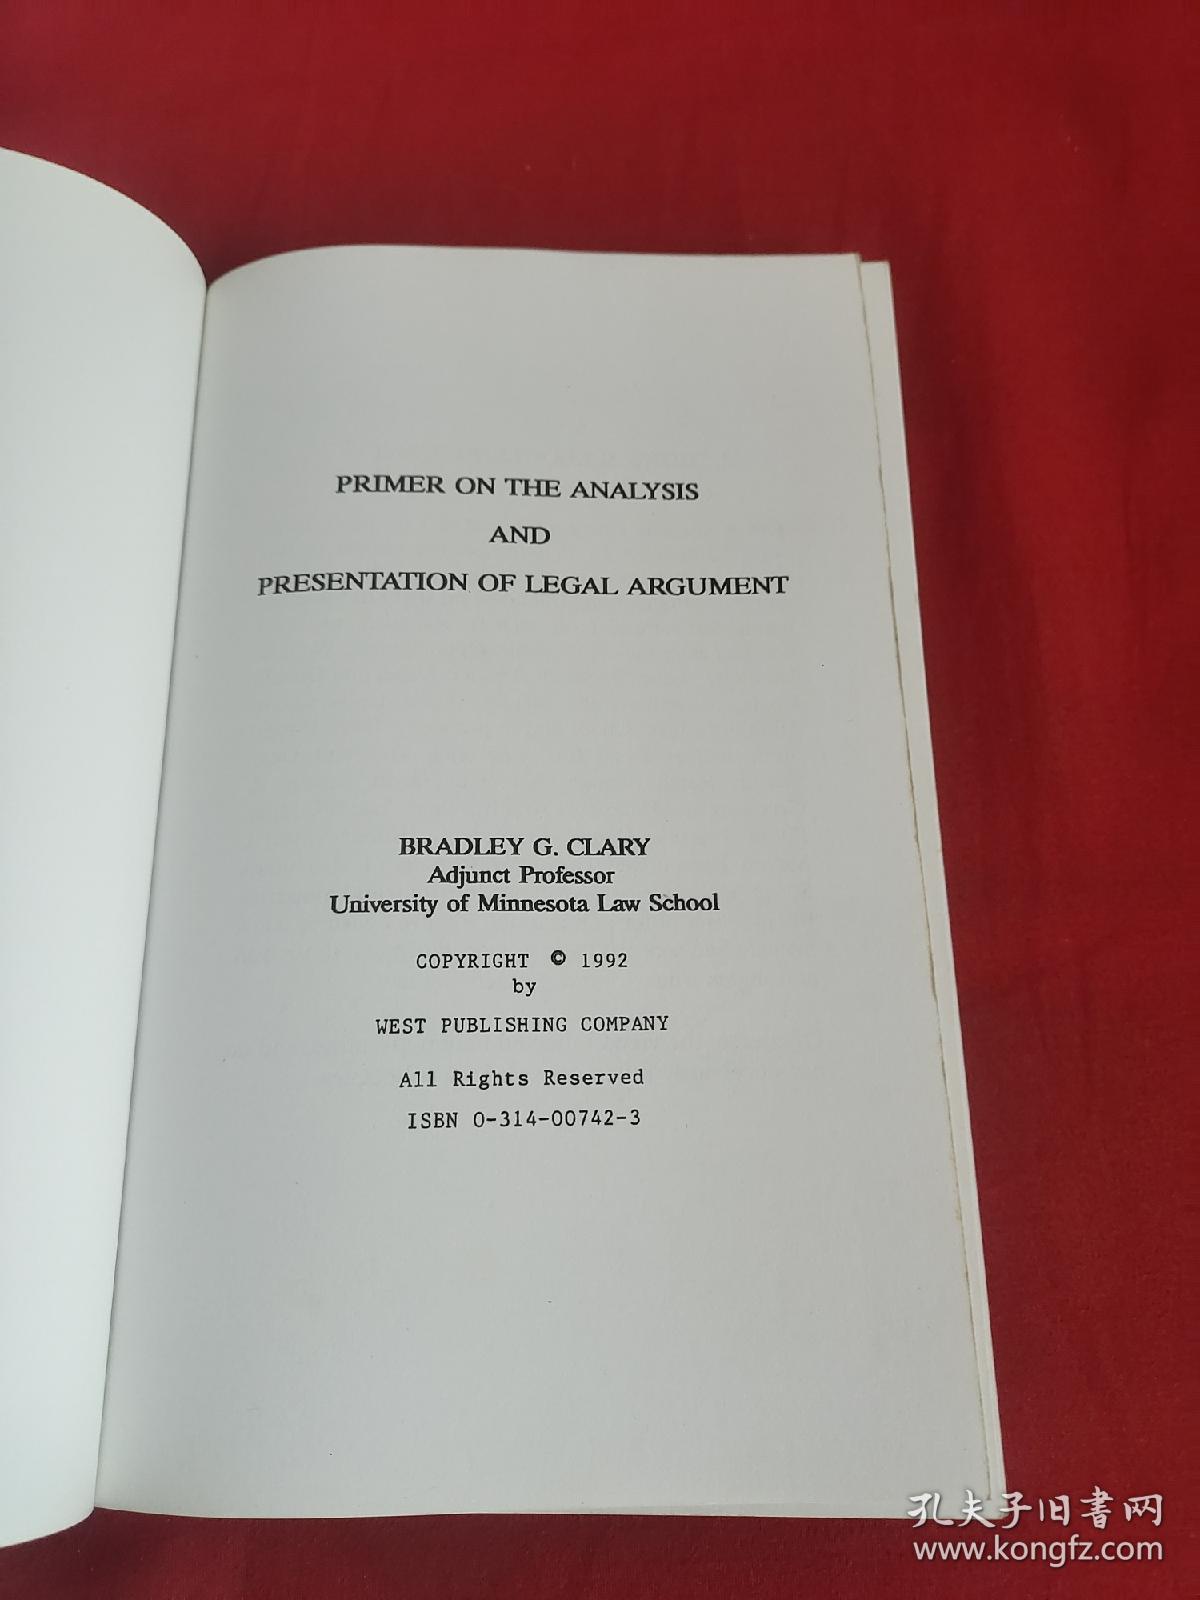 PRIMER ON THE ANALYSIS
AND
PRESENTATION OF LEGAL ARGUMENT
BRADLEY G. CLARY
Adjunct Professor
University of Minnesota Law School
COPYRIGHT © 1992
by
WEST PUBLISHING COMPANY
All Rights Reserved
ISBN 0-314-00742-3
孔夫子旧书网
www.kongfz.com